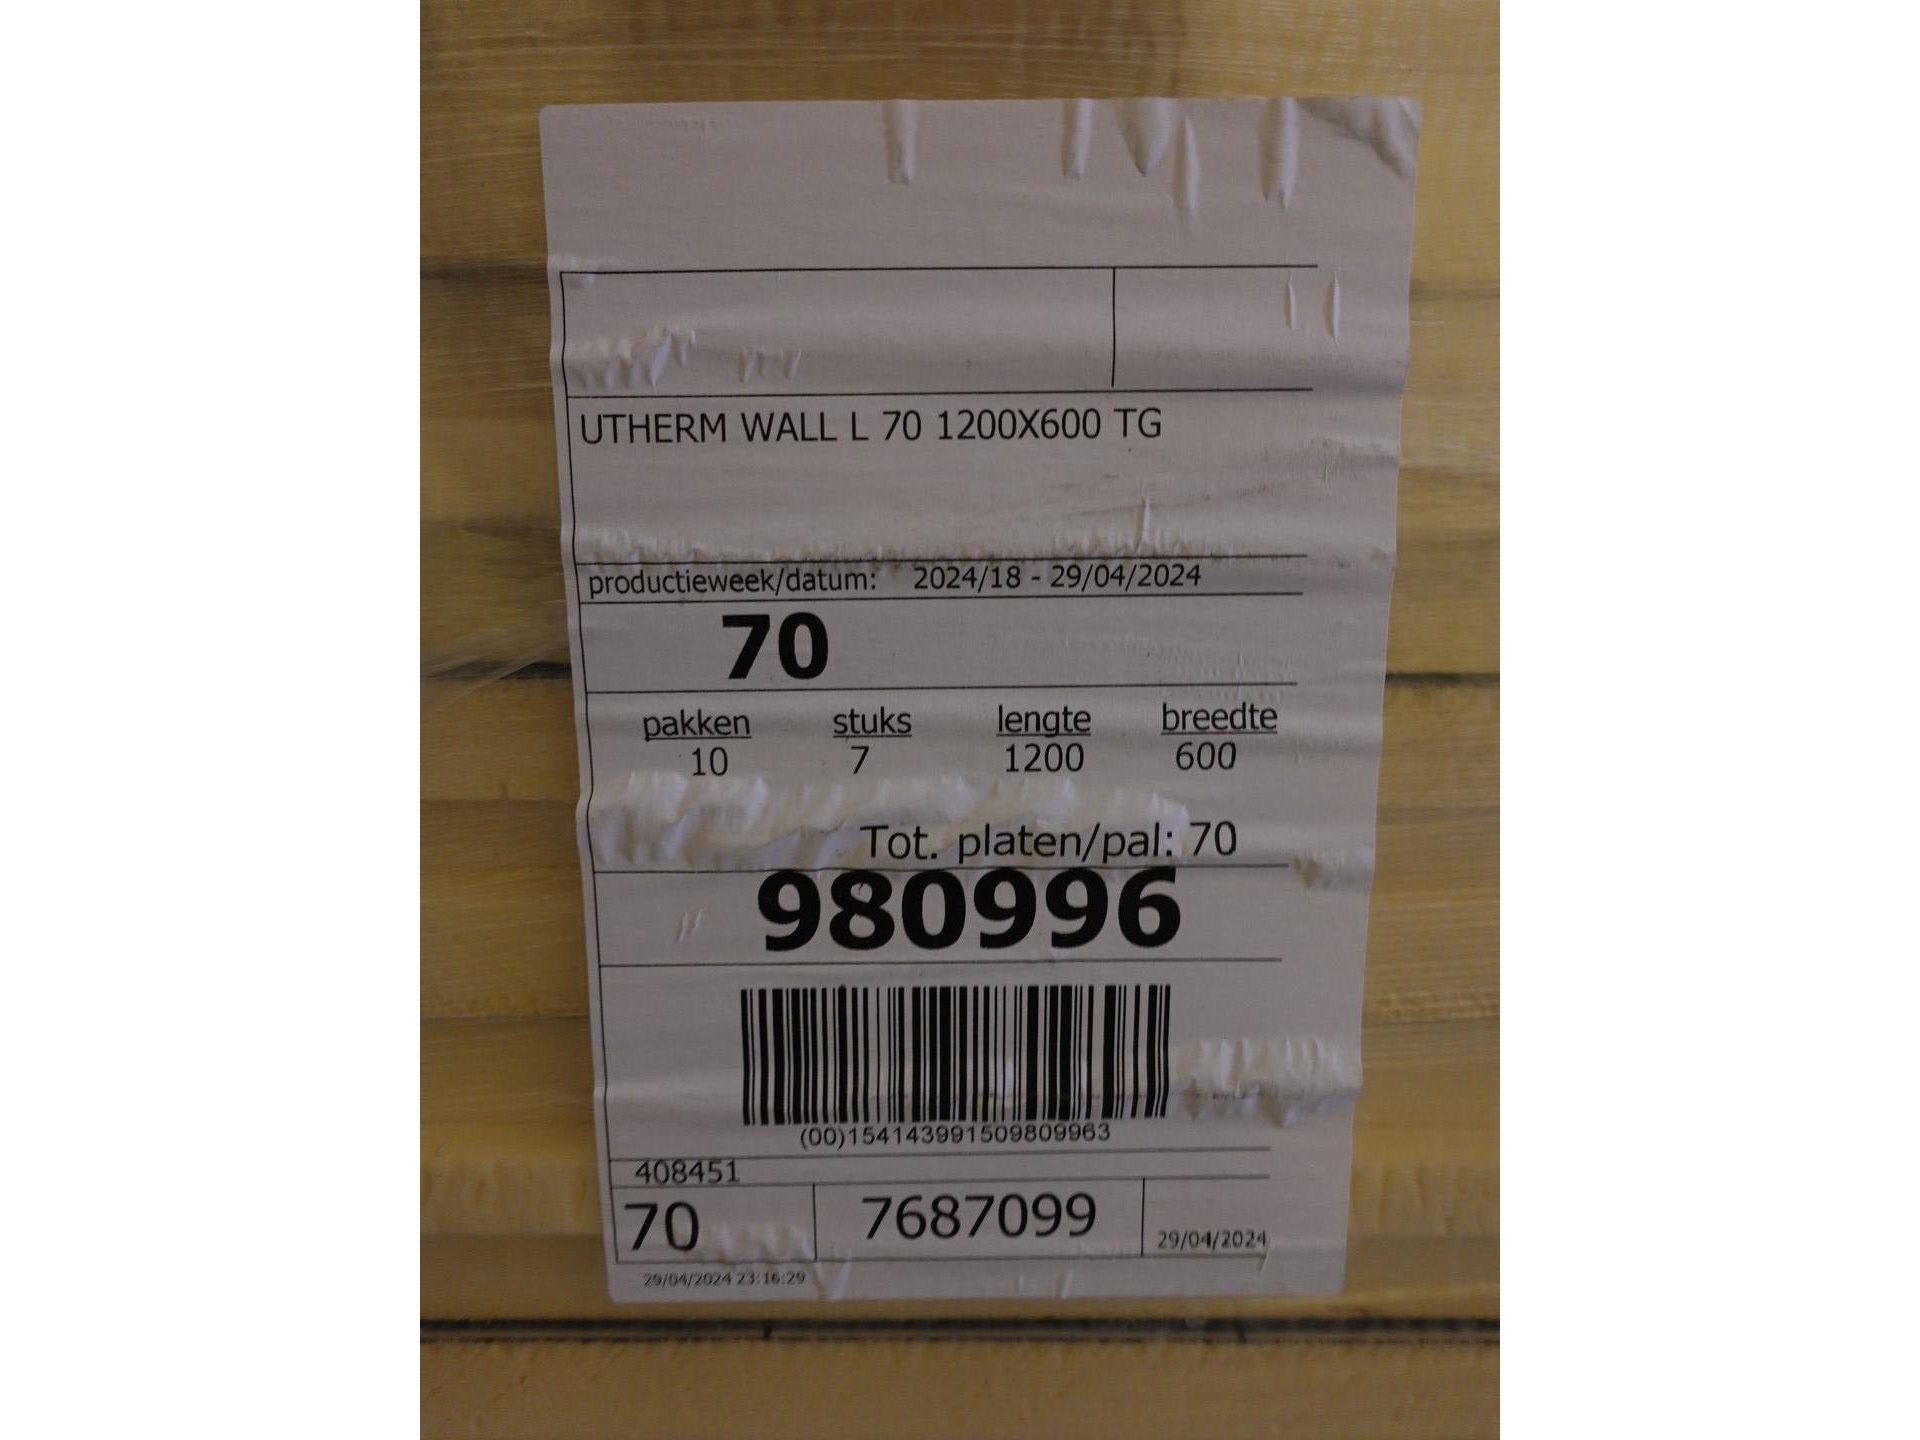 UTHERM WALL L 70 1200X600 TG
productieweek/datum: 2024/18 - 29/04/2024
70
pakken stuks lengte breedte
10 7 1200 600
Tot. platen/pal: 70
980996
(00)154143991509809963
408451
70 7687099 29/04/2024
29/04/2024 23:16:29